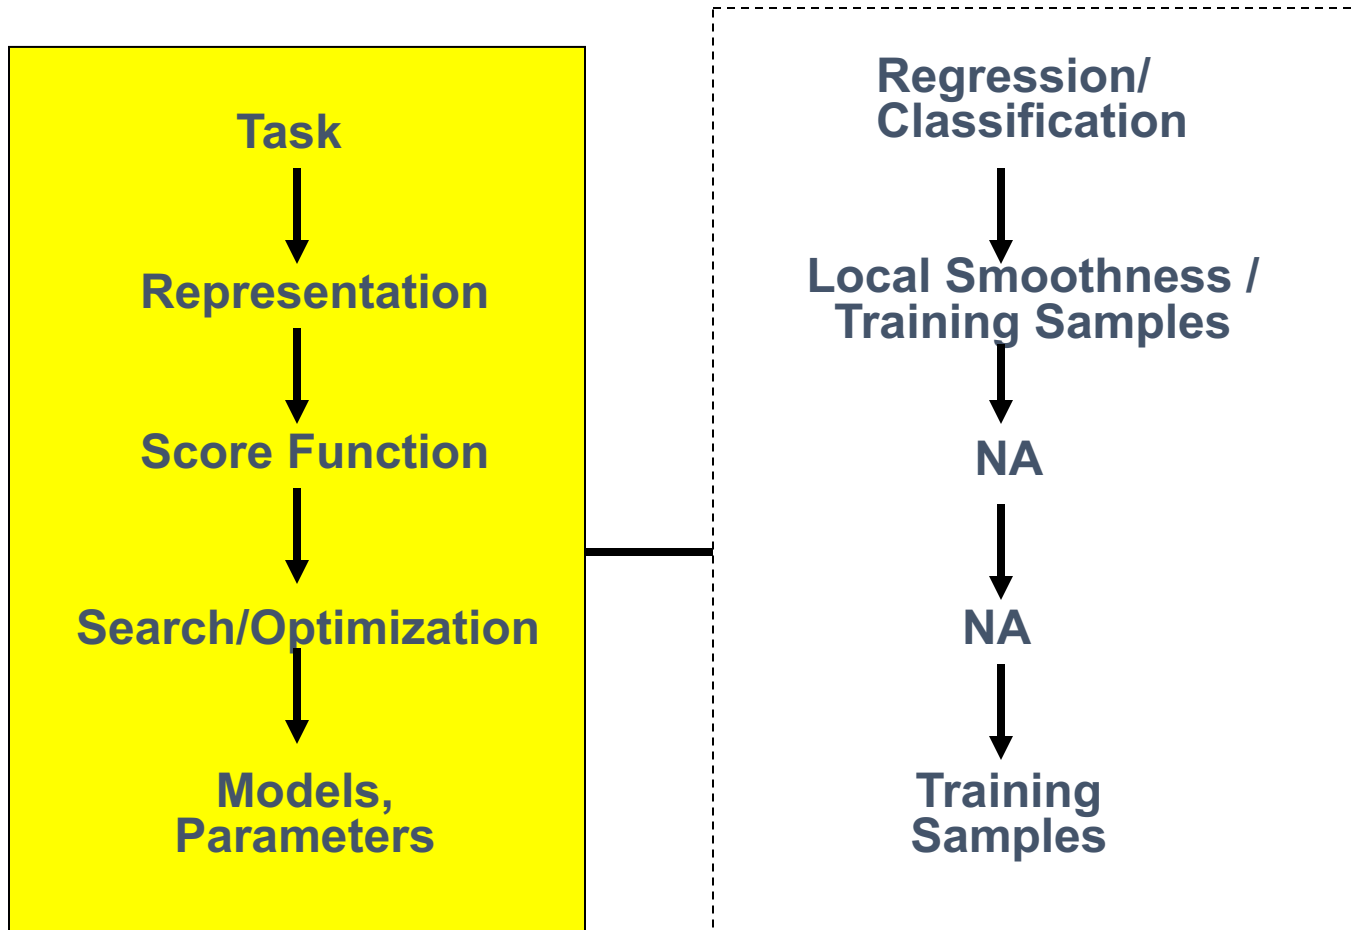 Task
Representation
Score Function
Search/Optimization
Models,
Parameters
Regression/
Classification
Local Smoothness /
Training Samples
NA
NA
Training
Samples